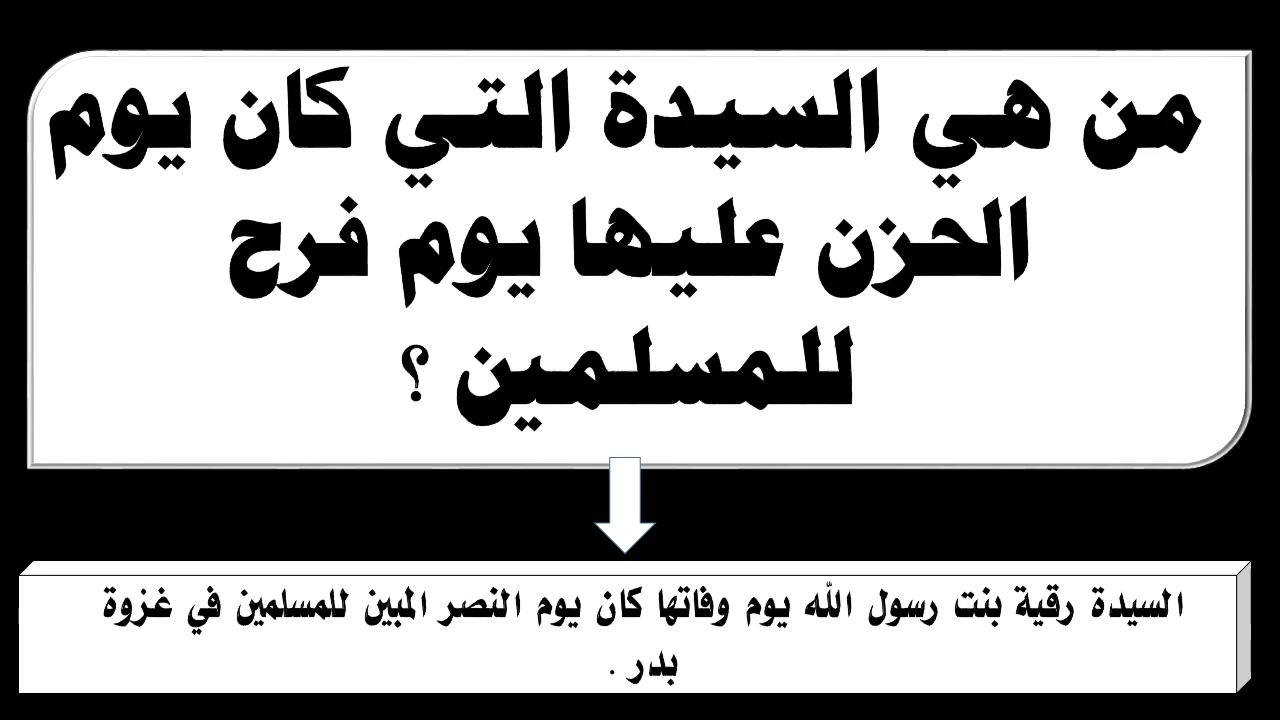 من هي السيدة التي كان يوم
الحزن عليها يوم فرح
للمسلمين ؟
السيدة رقية بنت رسول الله يوم وفاتها كان يوم النصر المبين للمسلمين في غزوة
بدر .